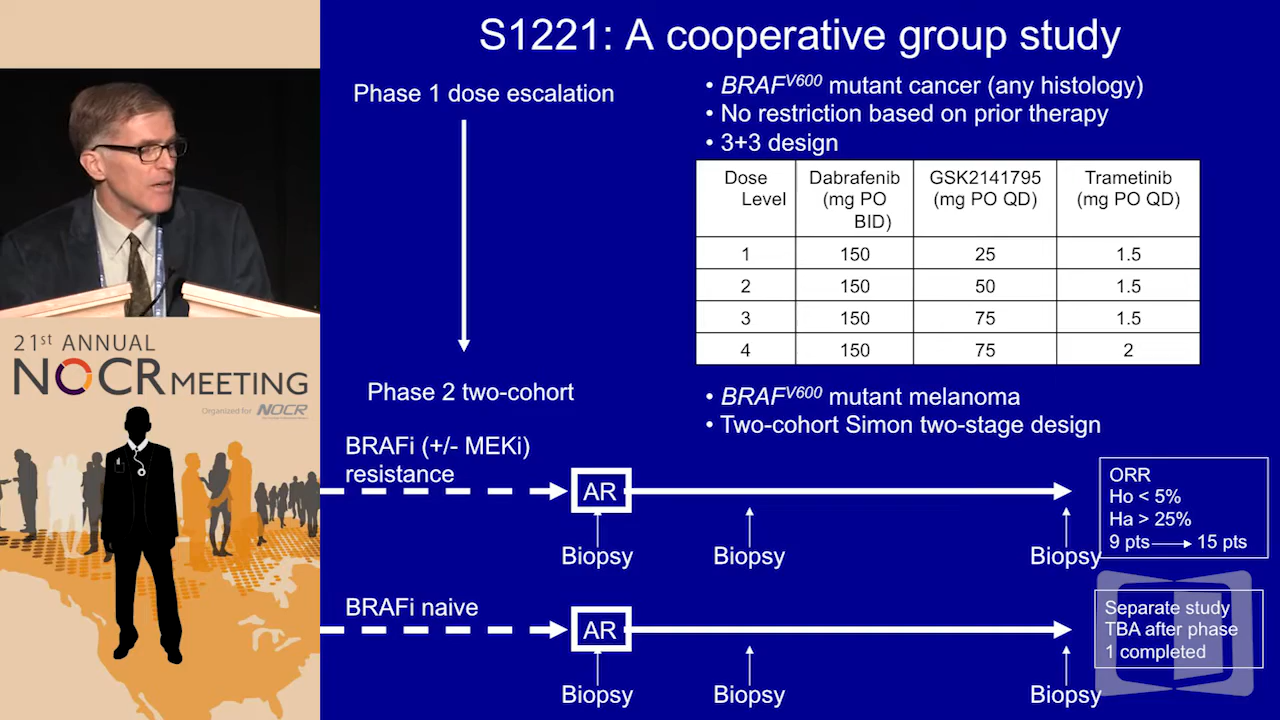 S1221: A cooperative group study
Phase 1 dose escalation
• BRAFV600 mutant cancer (any histology)
• No restriction based on prior therapy
• 3+3 design
Dose Level Dabrafenib (mg PO BID) GSK2141795 (mg PO QD) Trametinib (mg PO QD)
1 150 25 1.5
2 150 50 1.5
3 150 75 1.5
4 150 75 2
Phase 2 two-cohort
• BRAFV600 mutant melanoma
• Two-cohort Simon two-stage design
BRAFi (+/- MEKi)
resistance
AR
Biopsy Biopsy Biopsy
ORR
Ho < 5%
Ha > 25%
9 pts 15 pts
BRAFi naive
AR
Biopsy Biopsy Biopsy
Separate study
TBA after phase
1 completed
21st ANNUAL
NOCR MEETING
Organized for NOCR